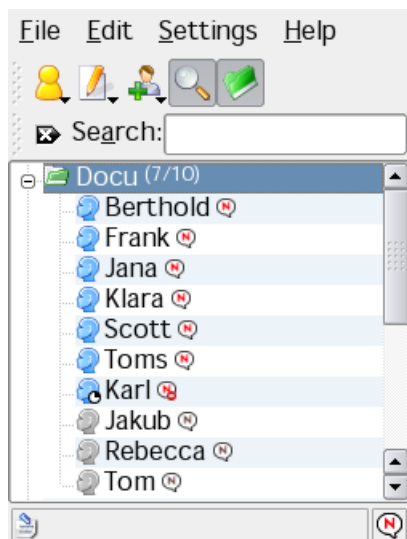 File Edit Settings Help
Search:
Docu (7/10)
Berthold N
Frank N
Jana N
Klara N
Scott N
Toms N
Karl N
Jakub N
Rebecca N
Tom N
N